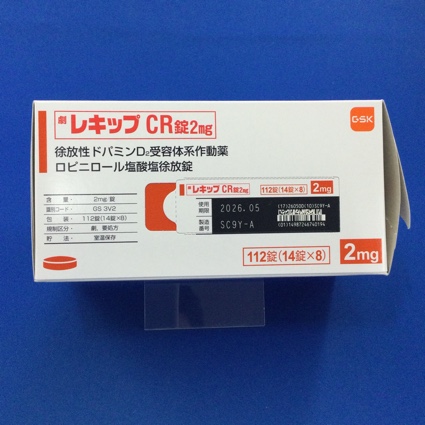 劇 レキップ CR錠2mg
GSK
徐放性ドパミンD₂受容体系作動薬
ロピニロール塩酸塩徐放錠
含 量:2mg/錠
識別コード:GS 3V2
包 装:112錠(14錠×8)
規制区分:劇、要処方
貯 法:室温保存
劇 レキップ CR錠2mg 112錠(14錠×8) 2mg
使用期限 2026.05
製造番号 SC9Y-A
(01)14987246740194
112錠(14錠×8) 2mg